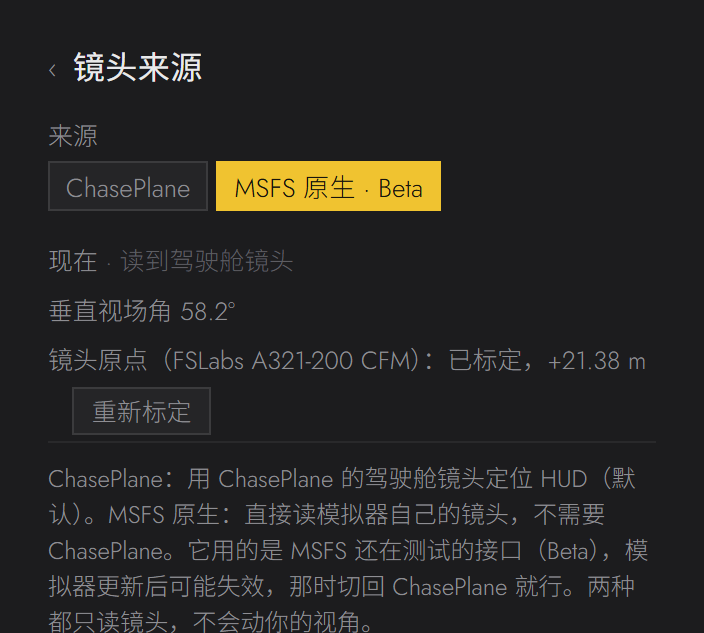 ‹ 镜头来源
来源
ChasePlane MSFS 原生 · Beta
现在 · 读到驾驶舱镜头
垂直视场角 58.2°
镜头原点（FSLabs A321-200 CFM）：已标定，+21.38 m
重新标定
ChasePlane：用 ChasePlane 的驾驶舱镜头定位 HUD（默
认）。MSFS 原生：直接读模拟器自己的镜头，不需要
ChasePlane。它用的是 MSFS 还在测试的接口（Beta），模
拟器更新后可能失效，那时切回 ChasePlane 就行。两种
都只读镜头，不会动你的视角。